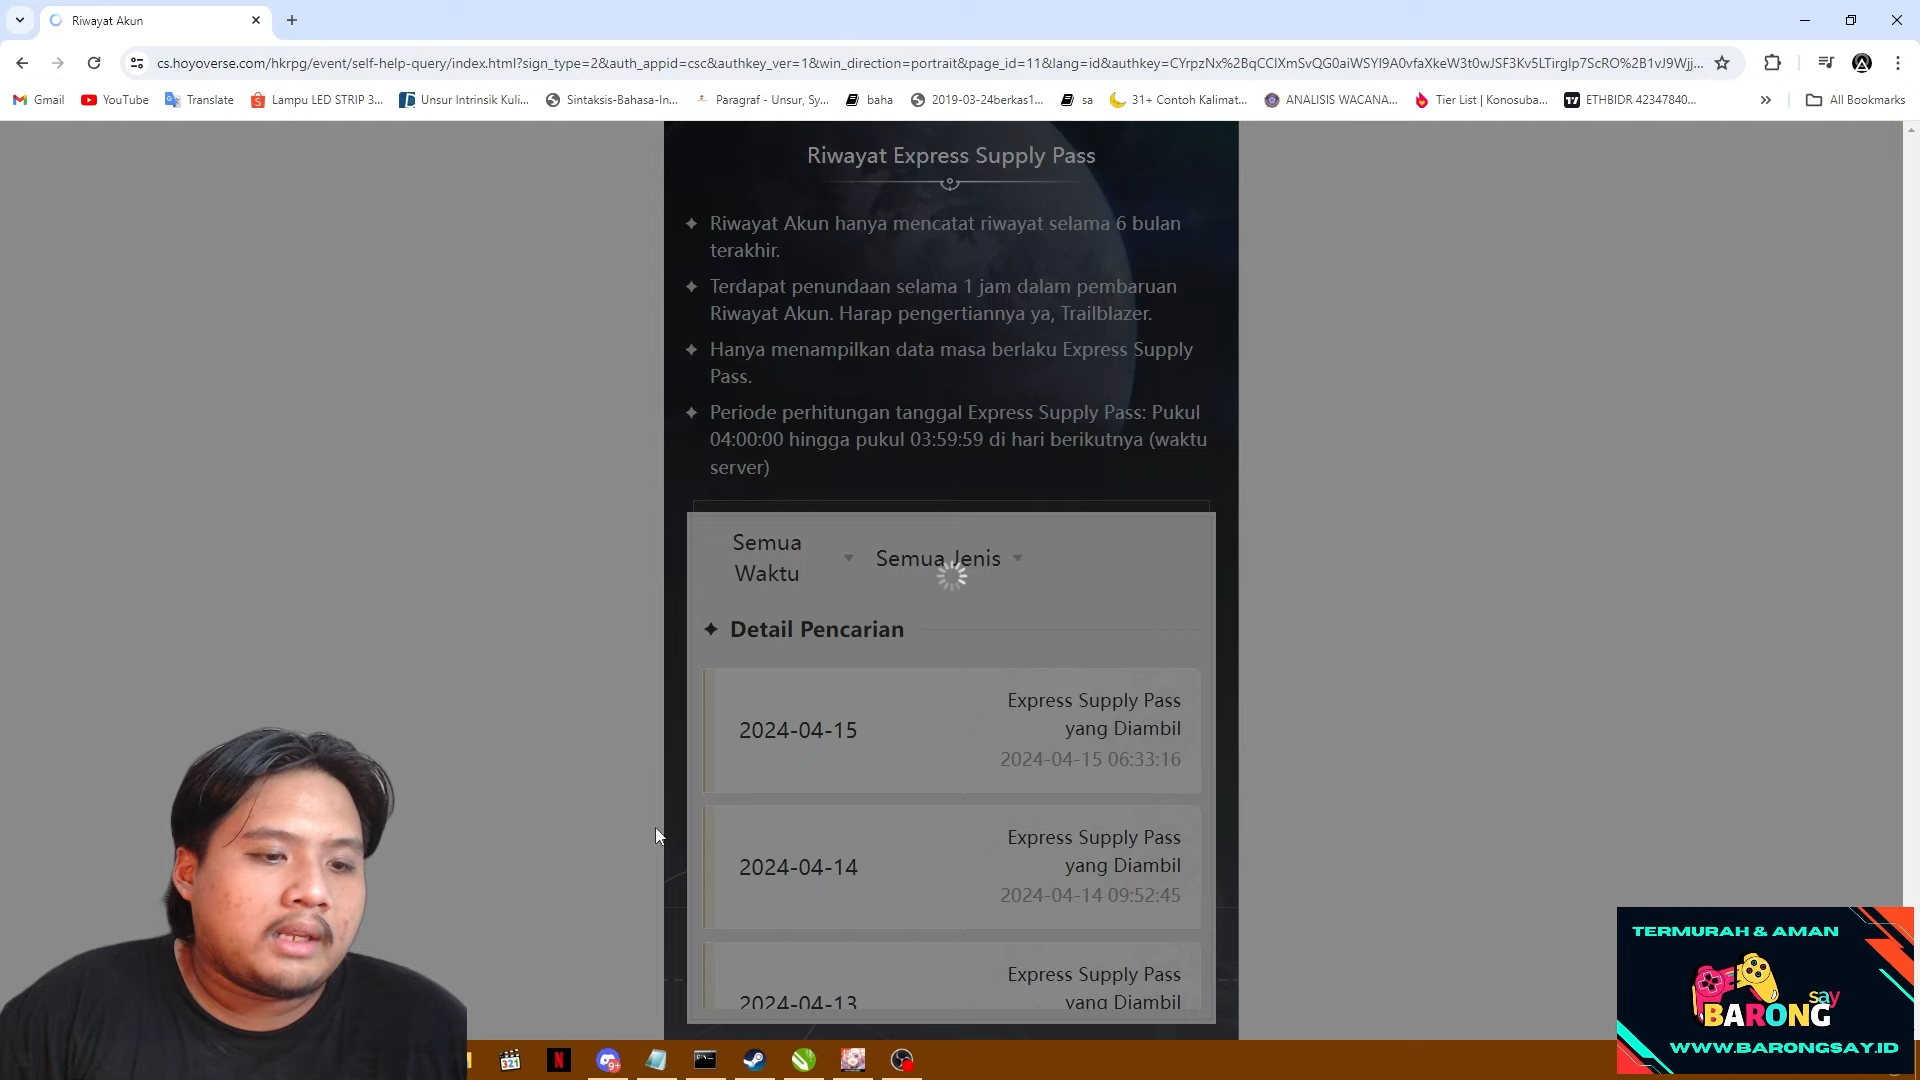 Riwayat Akun
cs.hoyoverse.com/hkrpg/event/self-help-query/index.html?sign_type=2&auth_appid=csc&authkey_ver=1&win_direction=portrait&page_id=11&lang=id&authkey=CYrpzNx%2BqCClXmSvQG0aiWSYI9A0vfaXkeW3t0wJSF3Kv5LTirgIp7ScRO%2B1vJ9Wjj...
Gmail YouTube Translate Lampu LED STRIP 3... Unsur Intrinsik Kuli... Sintaksis-Bahasa-In... Paragraf - Unsur, Sy... baha 2019-03-24berkas1... sa 31+ Contoh Kalimat... ANALISIS WACANA... Tier List | Konosuba... ETHBIDR 42347840... All Bookmarks
Riwayat Express Supply Pass
Riwayat Akun hanya mencatat riwayat selama 6 bulan
terakhir.
Terdapat penundaan selama 1 jam dalam pembaruan
Riwayat Akun. Harap pengertiannya ya, Trailblazer.
Hanya menampilkan data masa berlaku Express Supply
Pass.
Periode perhitungan tanggal Express Supply Pass: Pukul
04:00:00 hingga pukul 03:59:59 di hari berikutnya (waktu
server)
Semua
Waktu
Semua Jenis
Detail Pencarian
2024-04-15
Express Supply Pass
yang Diambil
2024-04-15 06:33:16
2024-04-14
Express Supply Pass
yang Diambil
2024-04-14 09:52:45
2024-04-13
Express Supply Pass
yang Diambil
321
N
9+
TERMURAH & AMAN
say
BARONG
WWW.BARONGSAY.ID